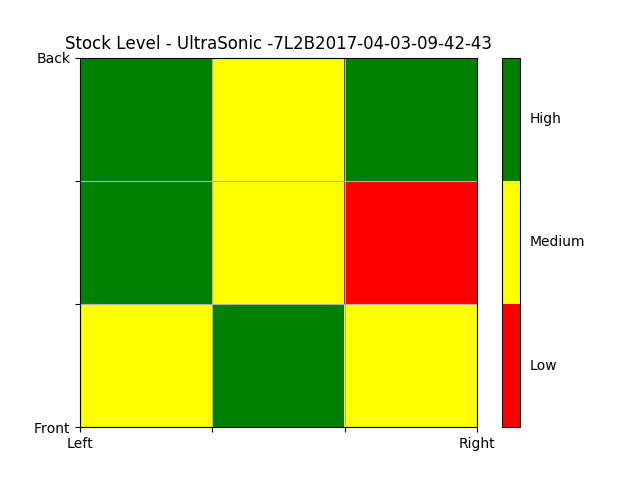 Stock Level - UltraSonic -7L2B2017-04-03-09-42-43
Back
High
Medium
Low
Front
Left
Right